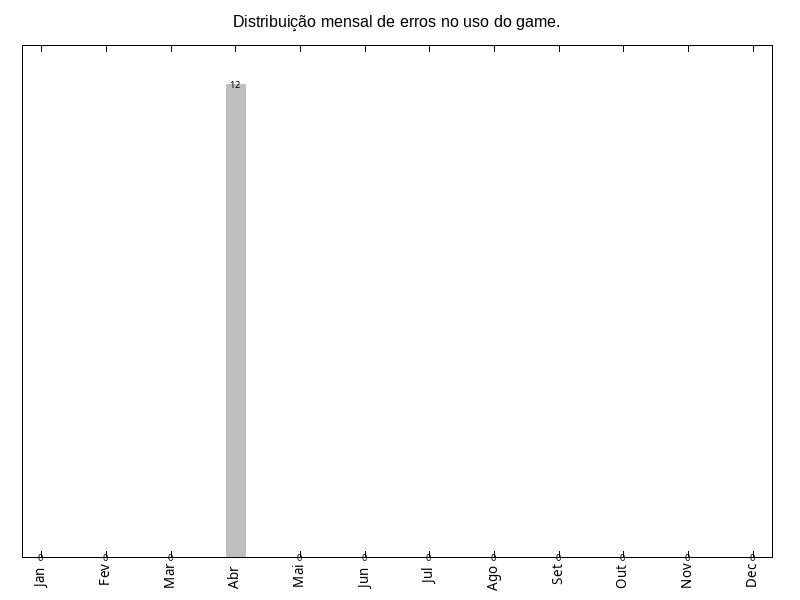 Distribuição mensal de erros no uso do game.
12
0 0 0 0 0 0 0 0 0 0 0
Jan Fev Mar Abr Mai Jun Jul Ago Set Out Nov Dec